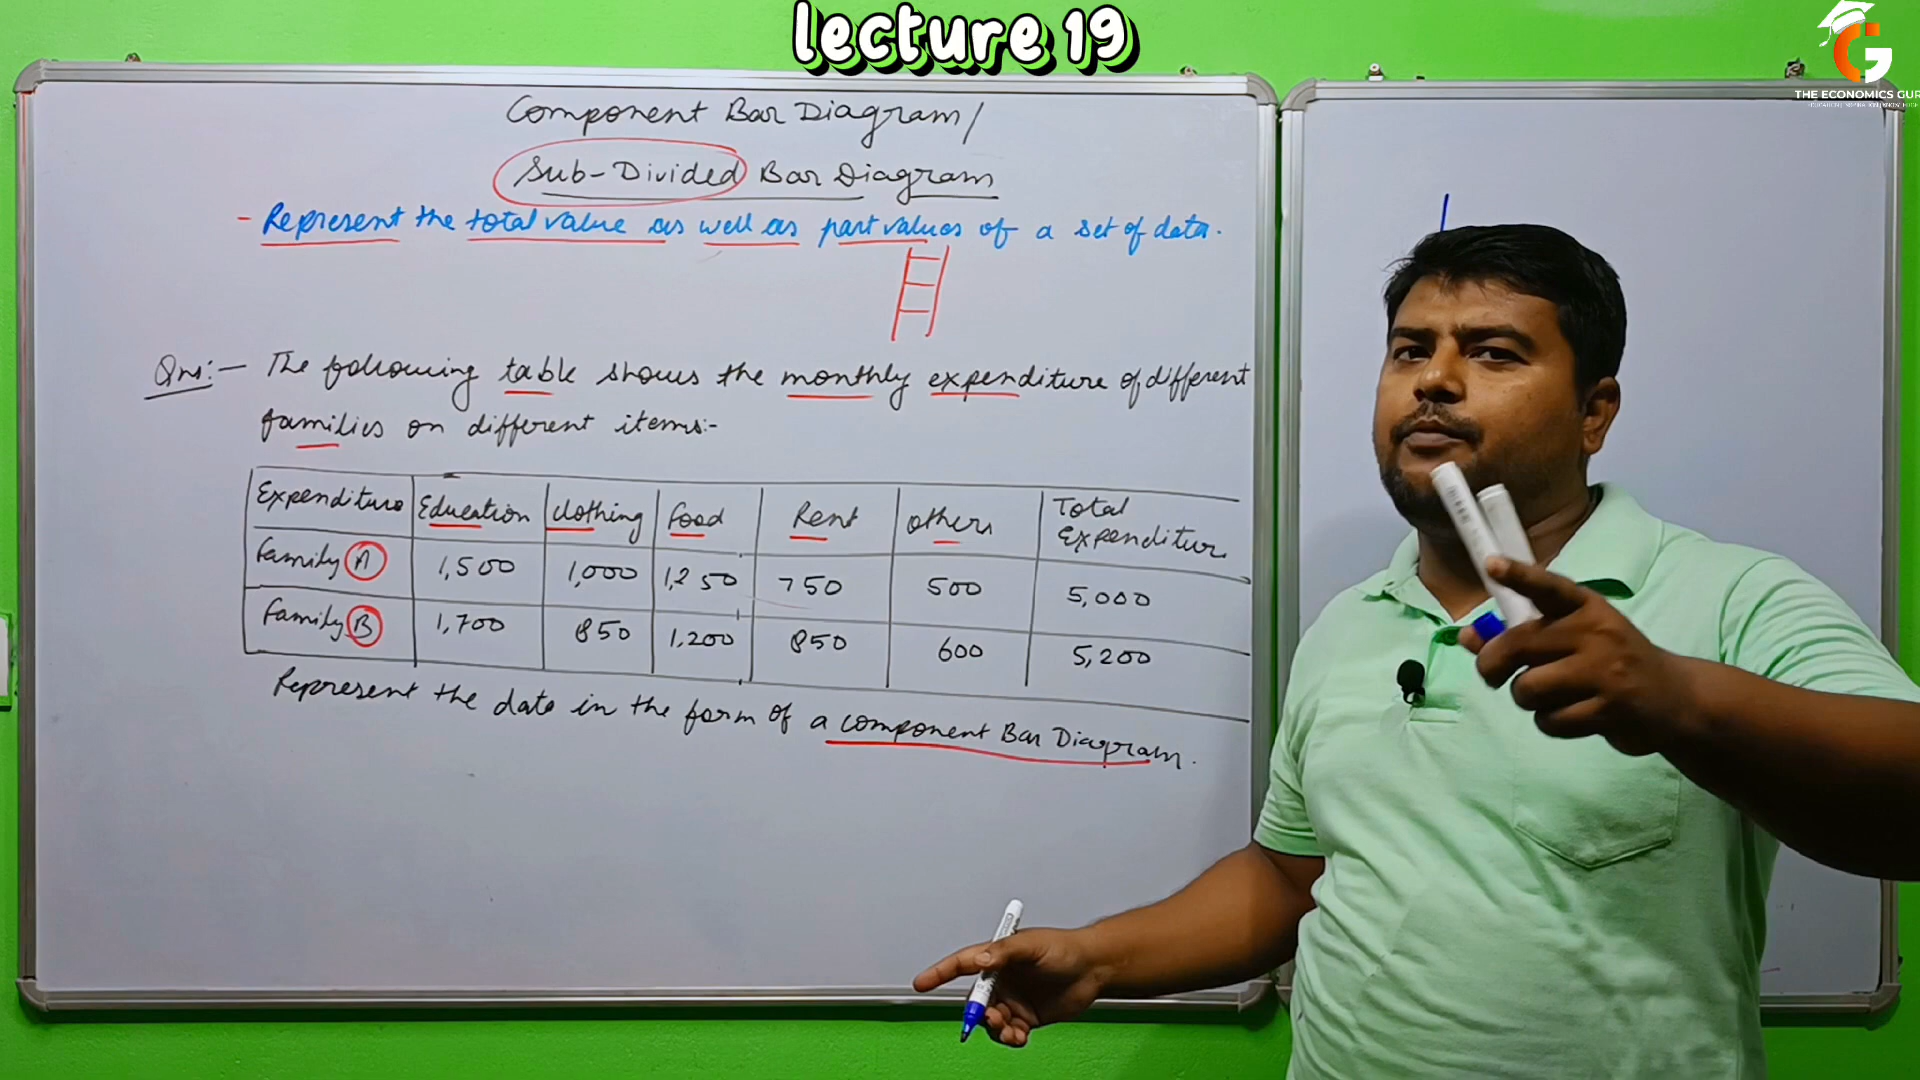 lecture 19
THE ECONOMICS GUR
Component Bar Diagram/
Sub-Divided Bar Diagram
- Represent the total value as well as part values of a set of data.
Qns:- The following table shows the monthly expenditure of different
families on different items:-
Expenditure Education Clothing Food Rent others Total Expenditure
Family A 1,500 1,000 1,250 750 500 5,000
Family B 1,700 850 1,200 850 600 5,200
Represent the data in the form of a component Bar Diagram.